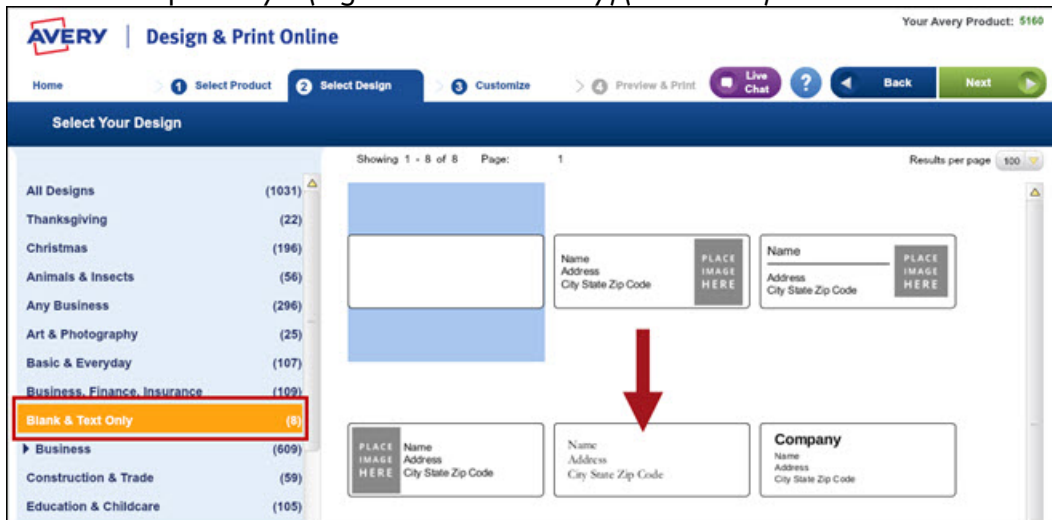 AVERY | Design & Print Online
Your Avery Product: 5160
Home
1 Select Product
2 Select Design
3 Customize
4 Preview & Print
Live Chat
?
Back
Next
Select Your Design
Showing 1 - 8 of 8 Page: 1
Results per page 100
All Designs (1031)
Thanksgiving (22)
Christmas (196)
Animals & Insects (56)
Any Business (296)
Art & Photography (25)
Basic & Everyday (107)
Business, Finance, Insurance (109)
Blank & Text Only (8)
Business (609)
Construction & Trade (59)
Education & Childcare (105)
Name
Address
City State Zip Code
PLACE
IMAGE
HERE
Name
Address
City State Zip Code
PLACE
IMAGE
HERE
PLACE
IMAGE
HERE
Name
Address
City State Zip Code
Name
Address
City State Zip Code
Company
Name
Address
City State Zip Code